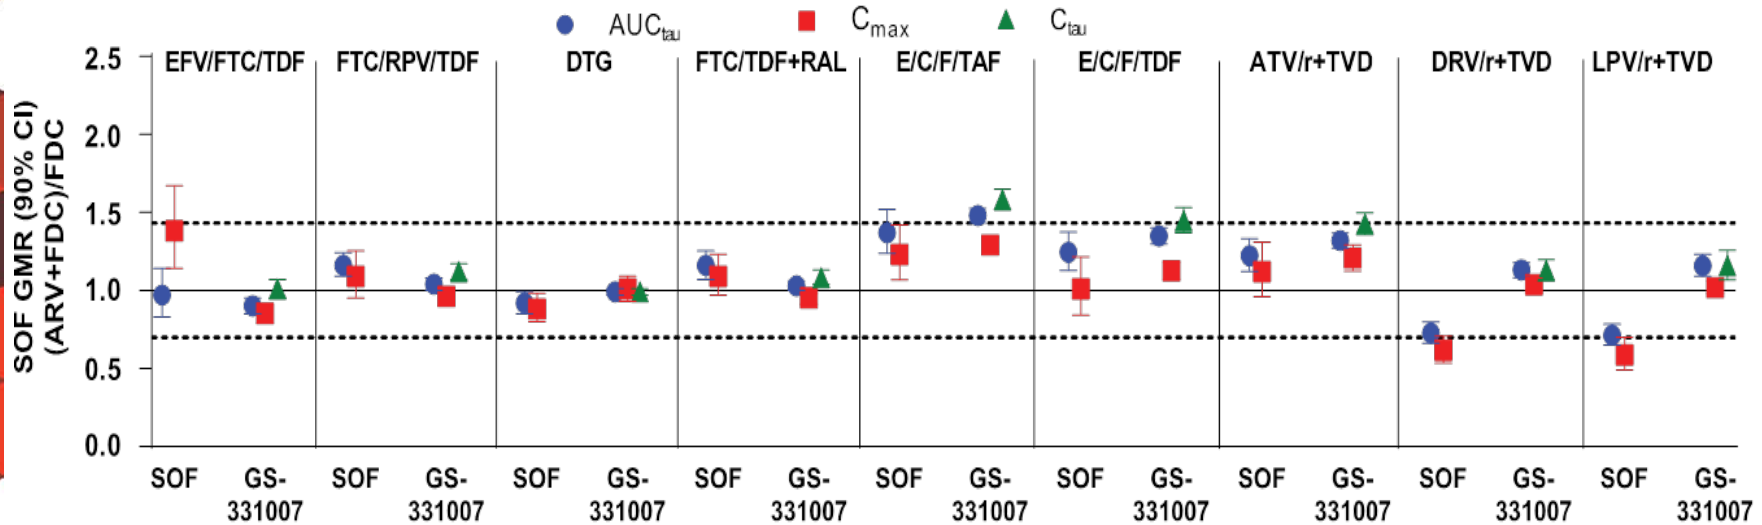 AUCtau Cmax Ctau
SOF GMR (90% CI)
(ARV+FDC)/FDC
2.5
2.0
1.5
1.0
0.5
0.0
EFV/FTC/TDF FTC/RPV/TDF DTG FTC/TDF+RAL E/C/F/TAF E/C/F/TDF ATV/r+TVD DRV/r+TVD LPV/r+TVD
SOF GS- SOF GS- SOF GS- SOF GS- SOF GS- SOF GS- SOF GS- SOF GS- SOF GS-
331007 331007 331007 331007 331007 331007 331007 331007 331007